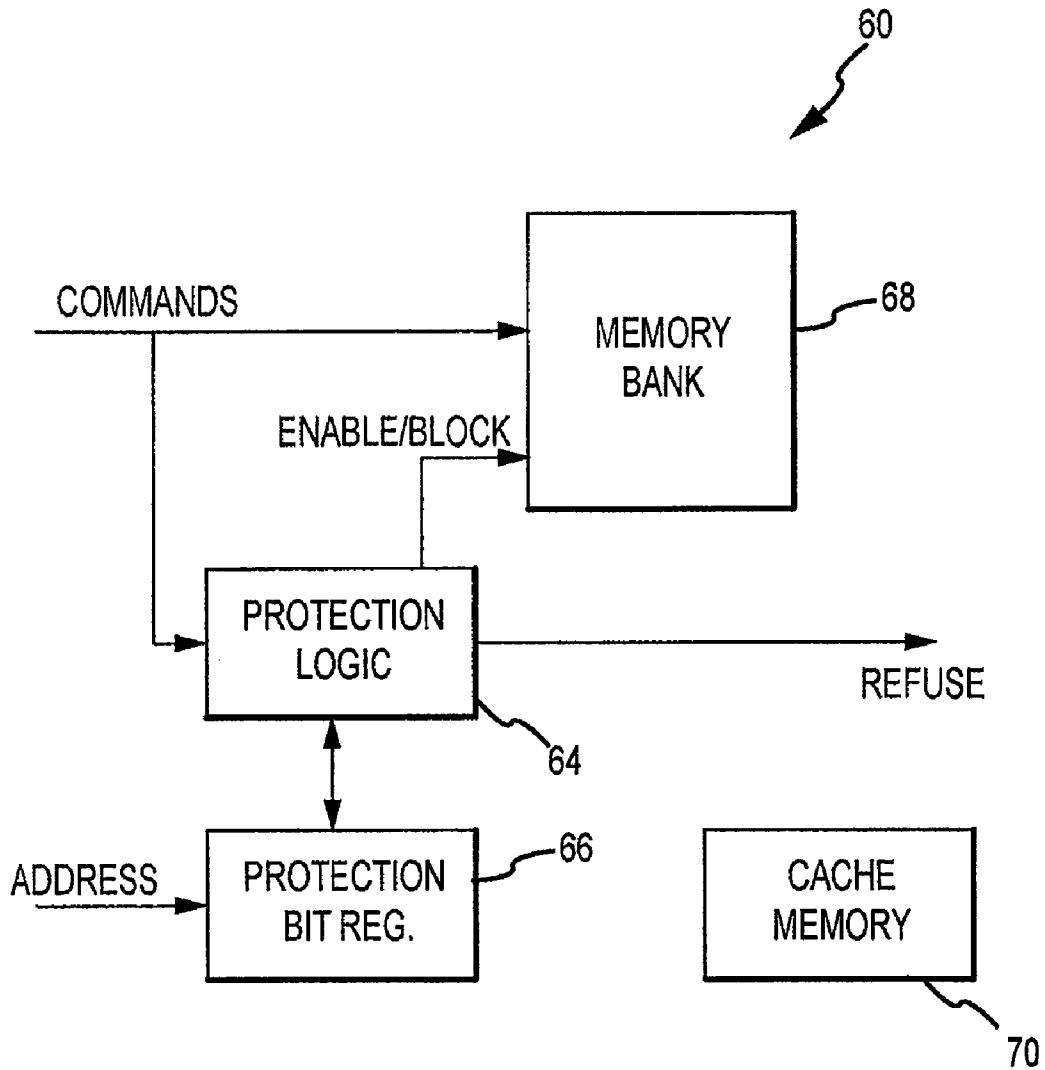 60
COMMANDS
MEMORY
BANK
68
ENABLE/BLOCK
PROTECTION
LOGIC
REFUSE
64
ADDRESS
PROTECTION
BIT REG.
66
CACHE
MEMORY
70